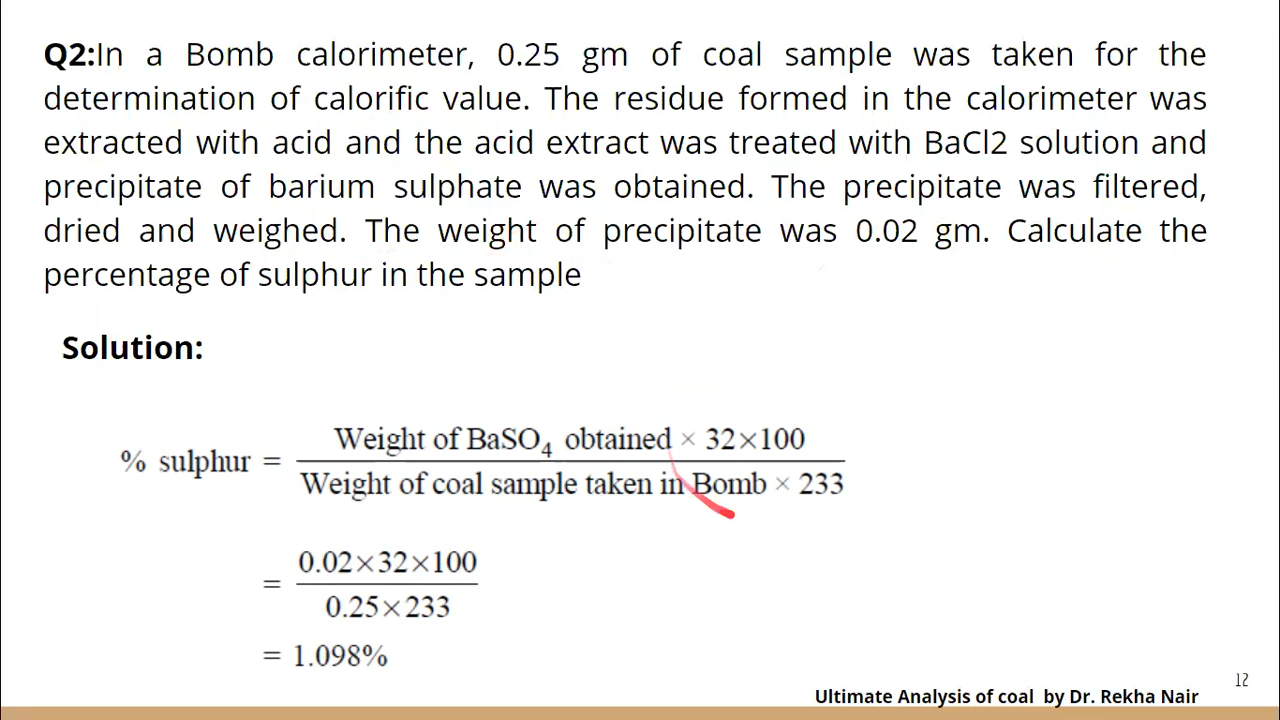 Q2:In a Bomb calorimeter, 0.25 gm of coal sample was taken for the
determination of calorific value. The residue formed in the calorimeter was
extracted with acid and the acid extract was treated with BaCl2 solution and
precipitate of barium sulphate was obtained. The precipitate was filtered,
dried and weighed. The weight of precipitate was 0.02 gm. Calculate the
percentage of sulphur in the sample
Solution:
Weight of BaSO₄ obtained × 32×100
% sulphur =
Weight of coal sample taken in Bomb × 233
0.02×32×100
=
0.25×233
= 1.098%
12
Ultimate Analysis of coal by Dr. Rekha Nair